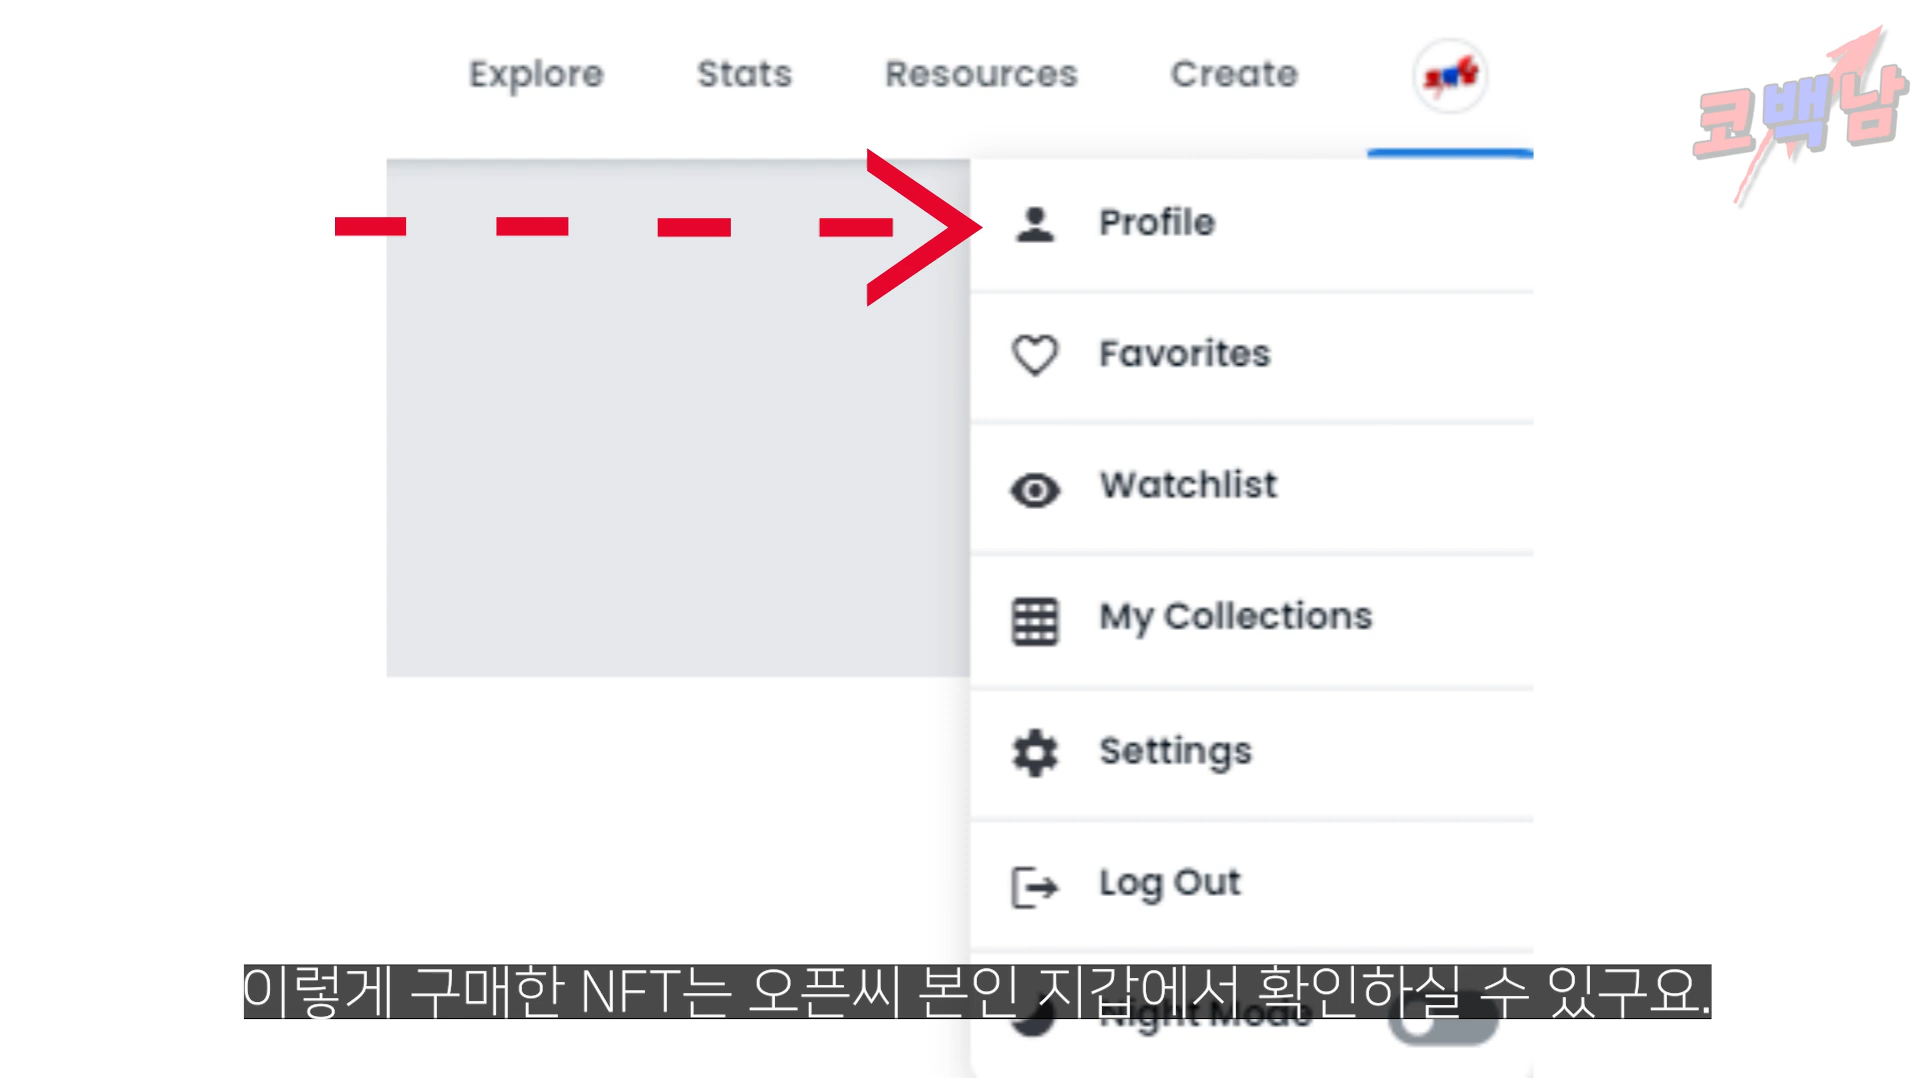 Explore Stats Resources Create
코백남
Profile
Favorites
Watchlist
My Collections
Settings
Log Out
Night Mode
이렇게 구매한 NFT는 오픈씨 본인 지갑에서 확인하실 수 있구요.